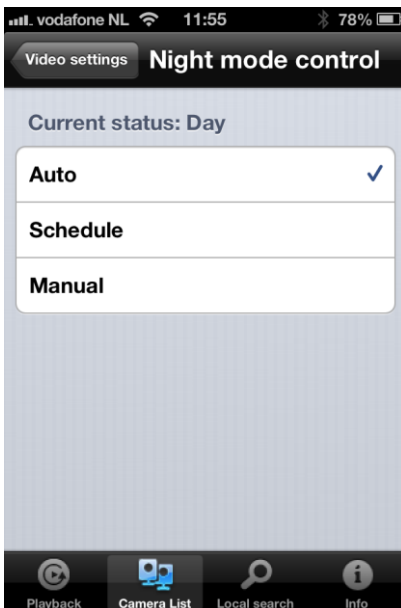 vodafone NL 11:55 78%
Video settings Night mode control
Current status: Day
Auto
Schedule
Manual
Playback Camera List Local search Info